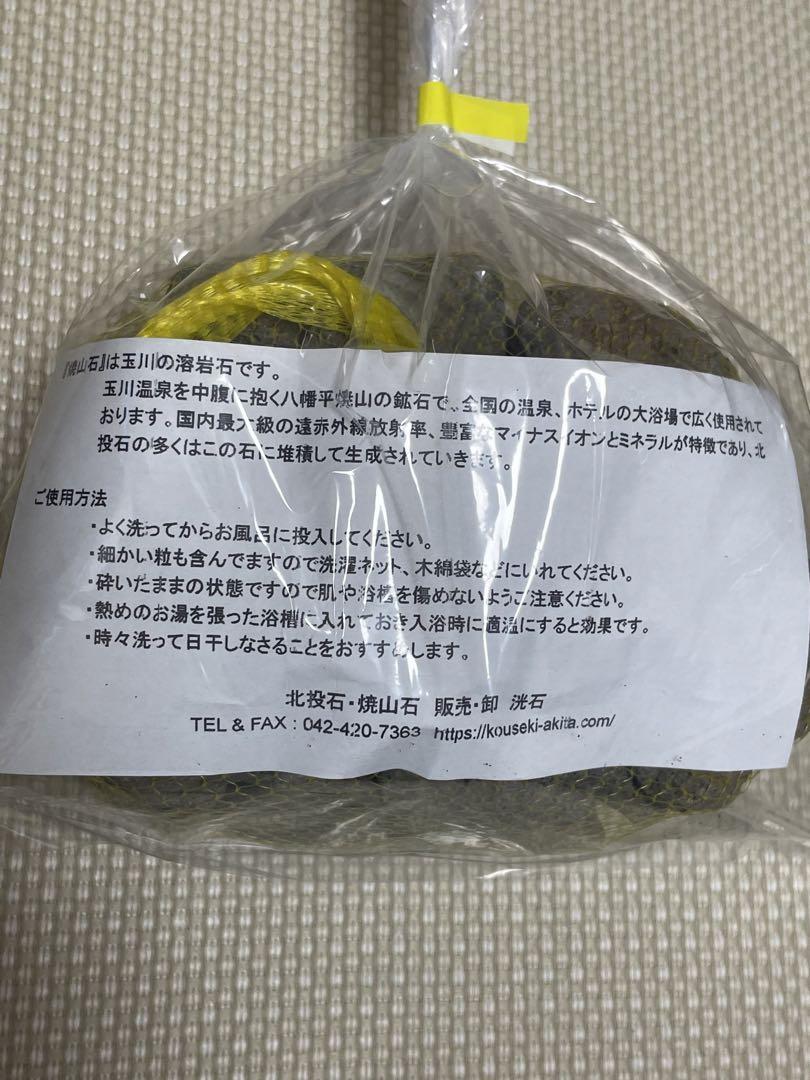 『焼山石』は玉川の溶岩石です。
玉川温泉を中腹に抱く八幡平焼山の鉱石で、全国の温泉、ホテルの大浴場で広く使用されて
おります。国内最大級の遠赤外線放射率、豊富なマイナスイオンとミネラルが特徴であり、北
投石の多くはこの石に堆積して生成されていきます。
ご使用方法
・よく洗ってからお風呂に投入してください。
・細かい粒も含んでますので洗濯ネット、木綿袋などにいれてください。
・砕いたままの状態ですので肌や浴槽を傷めないようご注意ください。
・熱めのお湯を張った浴槽に入れておき入浴時に適温にすると効果です。
・時々洗って日干しなさることをおすすめします。
北投石・焼山石 販売・卸 洸石
TEL & FAX : 042-420-7363 https://kouseki-akita.com/